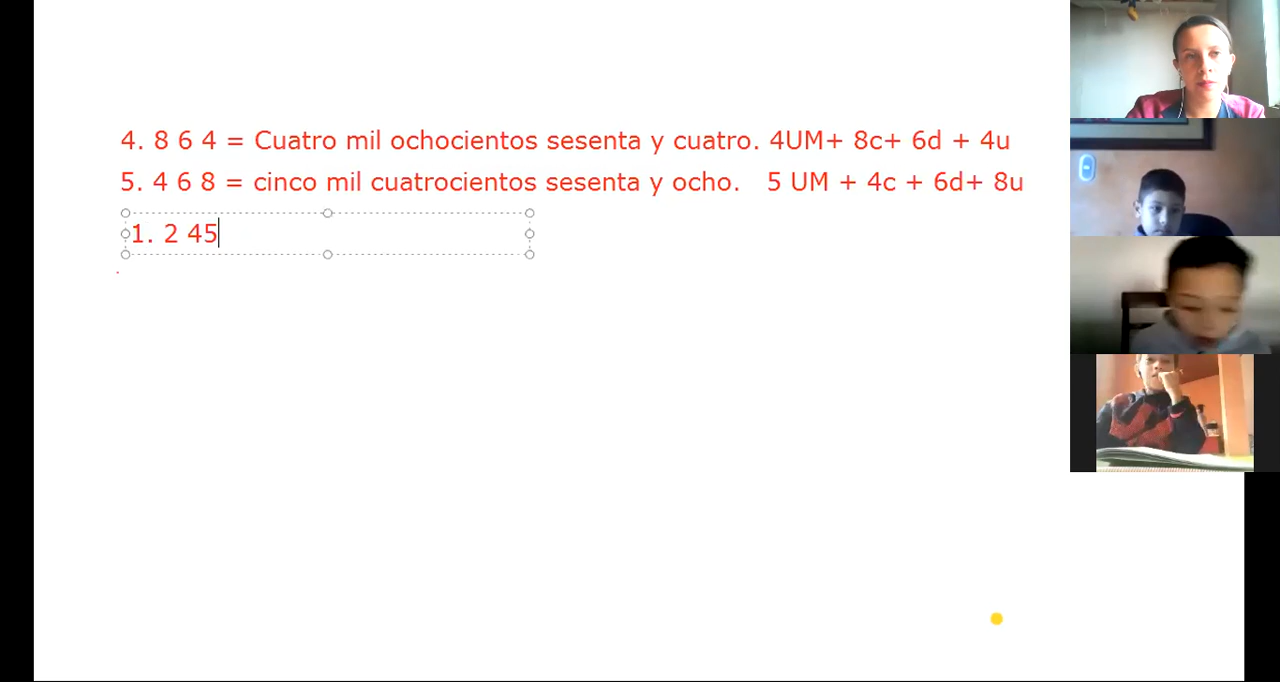 4. 8 6 4 = Cuatro mil ochocientos sesenta y cuatro. 4UM+ 8c+ 6d + 4u
5. 4 6 8 = cinco mil cuatrocientos sesenta y ocho. 5 UM + 4c + 6d+ 8u
1. 2 45